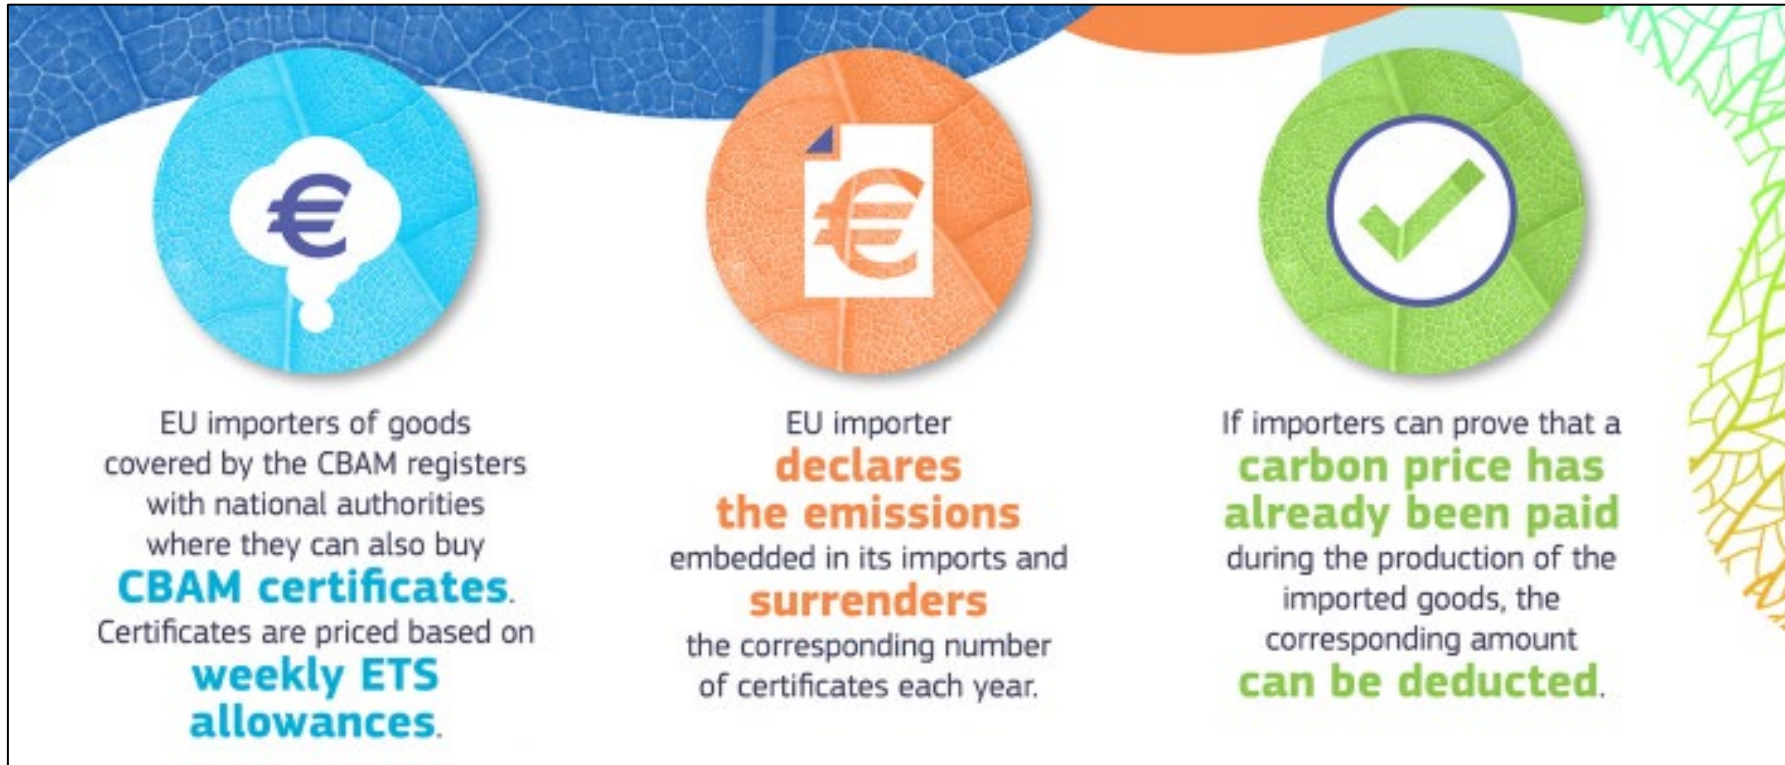 €
EU importers of goods
covered by the CBAM registers
with national authorities
where they can also buy
CBAM certificates.
Certificates are priced based on
weekly ETS
allowances.
€
EU importer
declares
the emissions
embedded in its imports and
surrenders
the corresponding number
of certificates each year.
If importers can prove that a
carbon price has
already been paid
during the production of the
imported goods, the
corresponding amount
can be deducted.